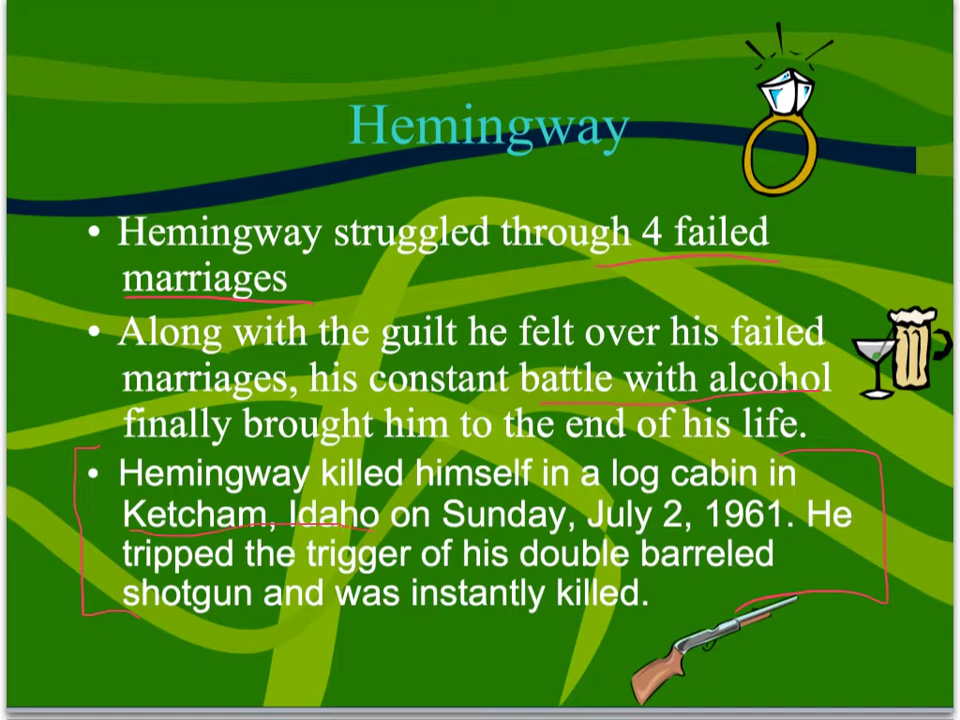 Hemingway
• Hemingway struggled through 4 failed
marriages
• Along with the guilt he felt over his failed
marriages, his constant battle with alcohol
finally brought him to the end of his life.
• Hemingway killed himself in a log cabin in
Ketcham, Idaho on Sunday, July 2, 1961. He
tripped the trigger of his double barreled
shotgun and was instantly killed.